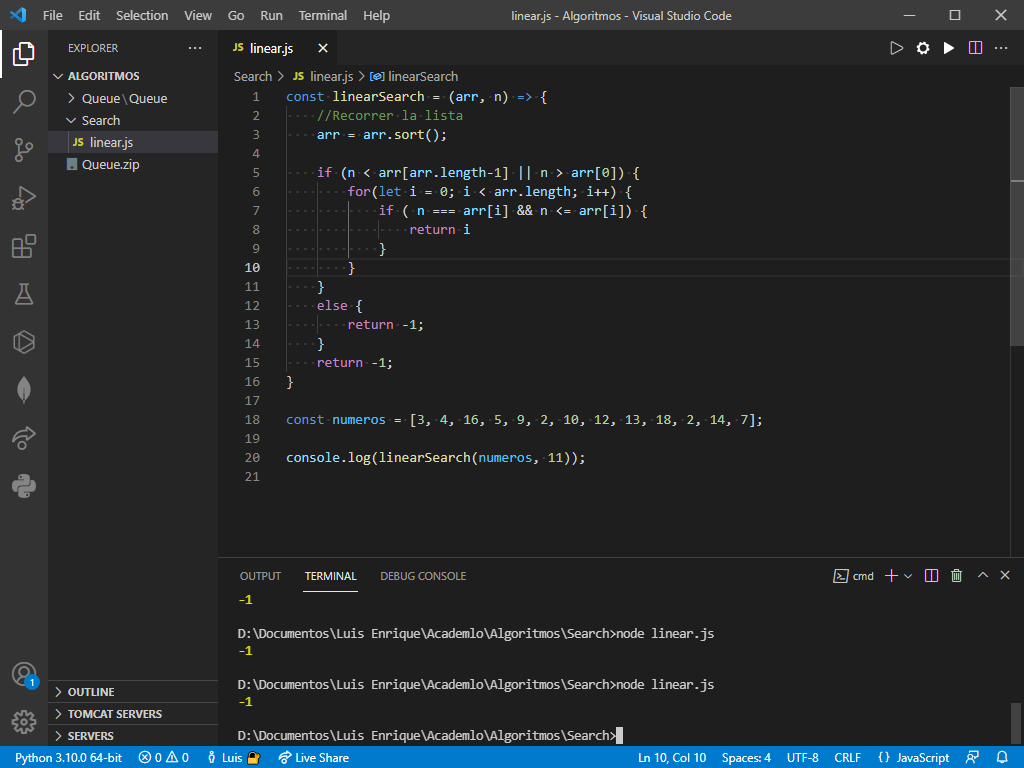 File Edit Selection View Go Run Terminal Help linear.js - Algoritmos - Visual Studio Code
EXPLORER
ALGORITMOS
Queue\Queue
Search
JS linear.js
Queue.zip
OUTLINE
TOMCAT SERVERS
SERVERS
1
JS linear.js
Search > JS linear.js > linearSearch
1 const linearSearch = (arr, n) => {
2 //Recorrer la lista
3 arr = arr.sort();
4
5 if (n < arr[arr.length-1] || n > arr[0]) {
6 for(let i = 0; i < arr.length; i++) {
7 if ( n === arr[i] && n <= arr[i]) {
8 return i
9 }
10 }
11 }
12 else {
13 return -1;
14 }
15 return -1;
16 }
17
18 const numeros = [3, 4, 16, 5, 9, 2, 10, 12, 13, 18, 2, 14, 7];
19
20 console.log(linearSearch(numeros, 11));
21
OUTPUT TERMINAL DEBUG CONSOLE cmd
-1
D:\Documentos\Luis Enrique\Academlo\Algoritmos\Search>node linear.js
-1
D:\Documentos\Luis Enrique\Academlo\Algoritmos\Search>node linear.js
-1
D:\Documentos\Luis Enrique\Academlo\Algoritmos\Search>
Python 3.10.0 64-bit 0 0 Luis Live Share Ln 10, Col 10 Spaces: 4 UTF-8 CRLF {} JavaScript